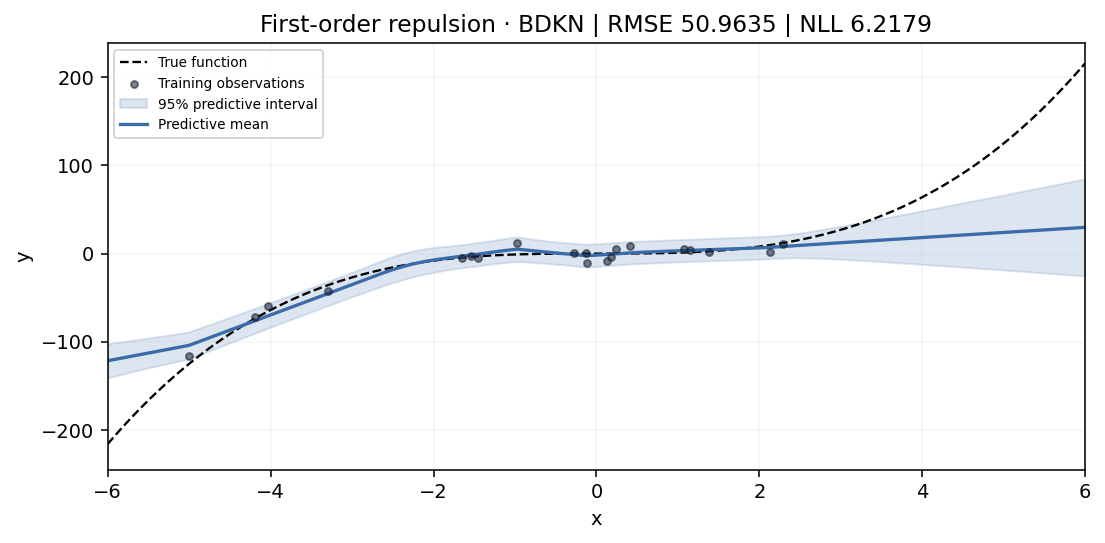 First-order repulsion · BDKN | RMSE 50.9635 | NLL 6.2179
True function
Training observations
95% predictive interval
Predictive mean
y
200
100
0
−100
−200
−6
−4
−2
0
2
4
6
x